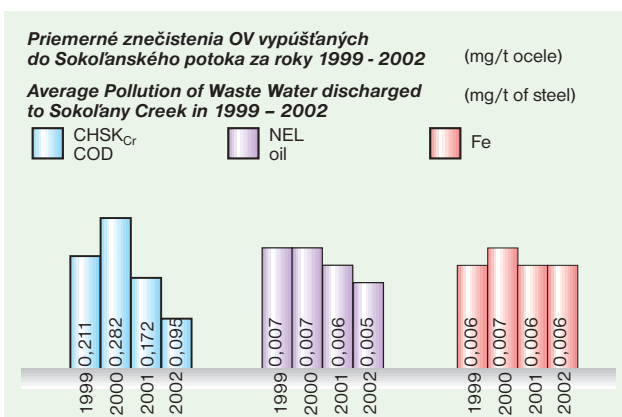 Priemerné znečistenia OV vypúšťaných
do Sokoľanského potoka za roky 1999 - 2002 (mg/t ocele)
Average Pollution of Waste Water discharged
to Sokoľany Creek in 1999 – 2002 (mg/t of steel)
CHSKCr
COD
NEL
oil
Fe
0,211 0,282 0,172 0,095
1999 2000 2001 2002
0,007 0,007 0,006 0,005
1999 2000 2001 2002
0,006 0,007 0,006 0,006
1999 2000 2001 2002